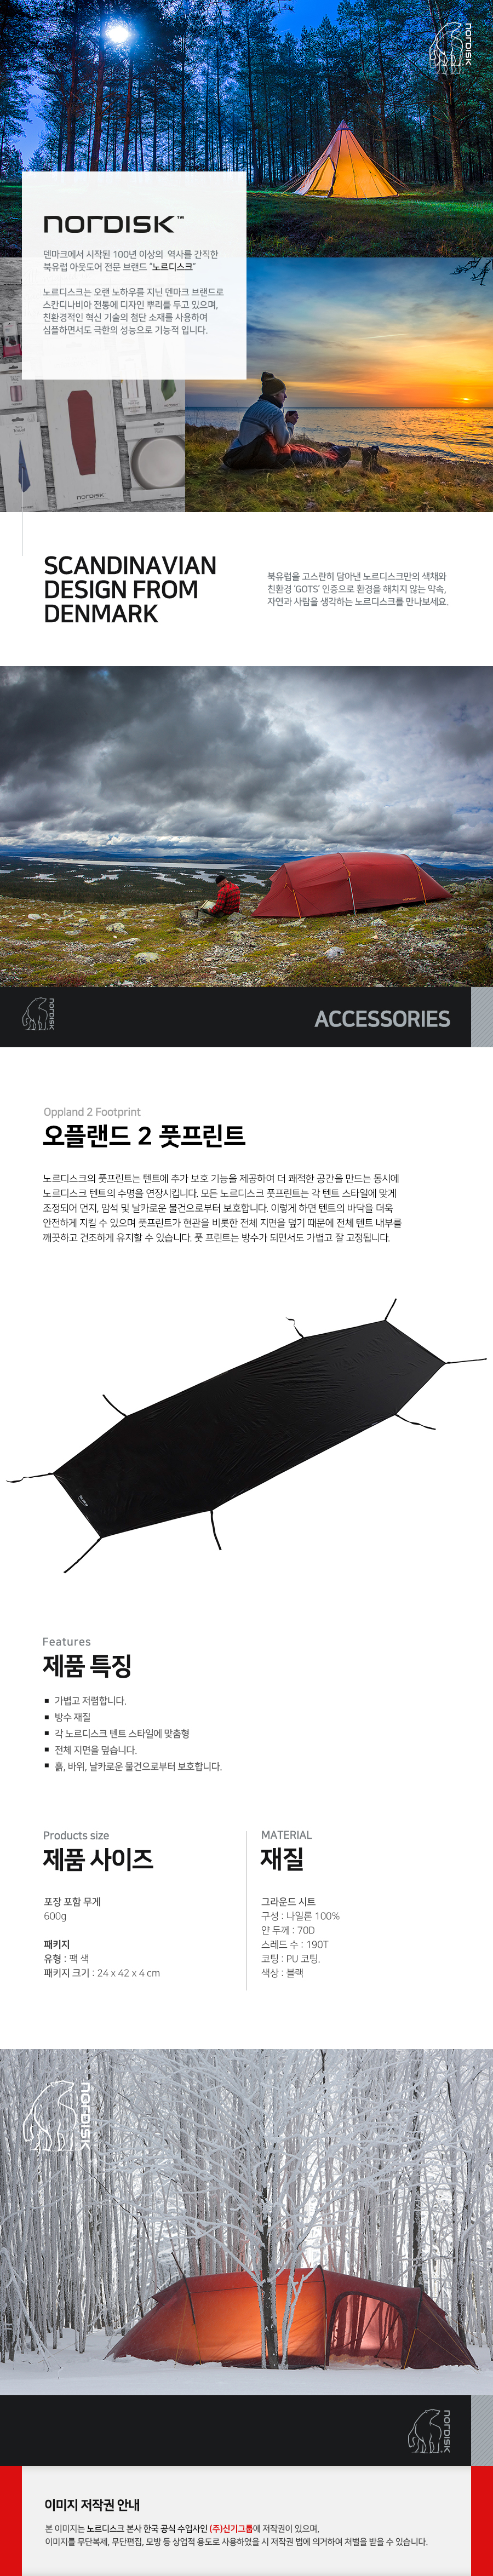 NORDISK
NORDISK™
덴마크에서 시작된 100년 이상의 역사를 간직한
북유럽 아웃도어 전문 브랜드 "노르디스크"
노르디스크는 오랜 노하우를 지닌 덴마크 브랜드로
스칸디나비아 전통에 디자인 뿌리를 두고 있으며,
친환경적인 혁신 기술의 첨단 소재를 사용하여
심플하면서도 극한의 성능으로 기능적 입니다.
NORDISK
SCANDINAVIAN
DESIGN FROM
DENMARK
북유럽을 고스란히 담아낸 노르디스크만의 색채와
친환경 'GOTS' 인증으로 환경을 해치지 않는 약속,
자연과 사람을 생각하는 노르디스크를 만나보세요.
NORDISK
ACCESSORIES
Oppland 2 Footprint
오플랜드 2 풋프린트
노르디스크의 풋프린트는 텐트에 추가 보호 기능을 제공하여 더 쾌적한 공간을 만드는 동시에
노르디스크 텐트의 수명을 연장시킵니다. 모든 노르디스크 풋프린트는 각 텐트 스타일에 맞게
조정되어 먼지, 암석 및 날카로운 물건으로부터 보호합니다. 이렇게 하면 텐트의 바닥을 더욱
안전하게 지킬 수 있으며 풋프린트가 현관을 비롯한 전체 지면을 덮기 때문에 전체 텐트 내부를
깨끗하고 건조하게 유지할 수 있습니다. 풋 프린트는 방수가 되면서도 가볍고 잘 고정됩니다.
Features
제품 특징
가볍고 저렴합니다.
방수 재질
각 노르디스크 텐트 스타일에 맞춤형
전체 지면을 덮습니다.
흙, 바위, 날카로운 물건으로부터 보호합니다.
Products size
제품 사이즈
포장 포함 무게
600g
패키지
유형 : 팩 색
패키지 크기 : 24 x 42 x 4 cm
MATERIAL
재질
그라운드 시트
구성 : 나일론 100%
얀 두께 : 70D
스레드 수 : 190T
코팅 : PU 코팅.
색상 : 블랙
NORDISK
NORDISK
이미지 저작권 안내
본 이미지는 노르디스크 본사 한국 공식 수입사인 (주)신기그룹에 저작권이 있으며,
이미지를 무단복제, 무단편집, 모방 등 상업적 용도로 사용하였을 시 저작권 법에 의거하여 처벌을 받을 수 있습니다.